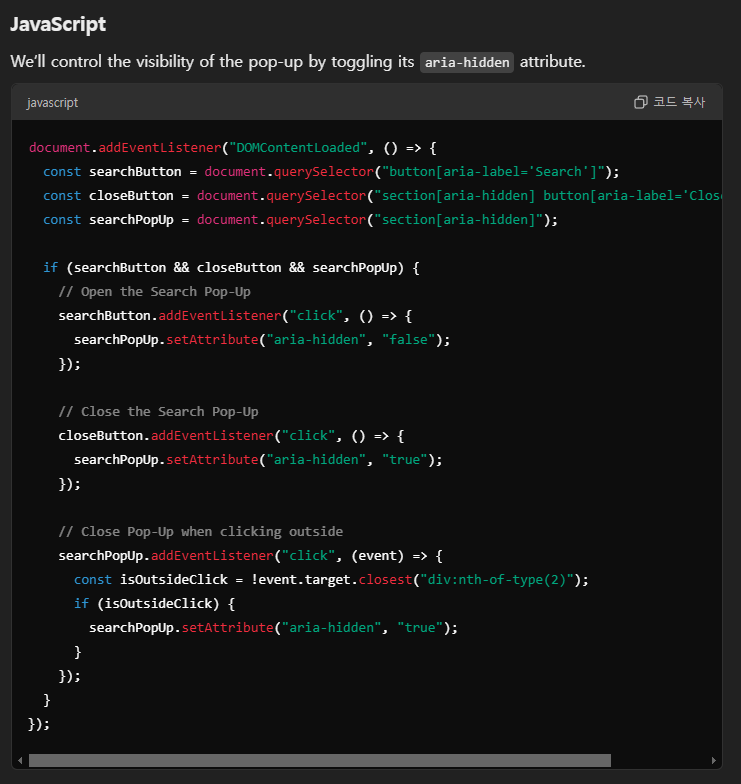 JavaScript
We'll control the visibility of the pop-up by toggling its aria-hidden attribute.
javascript
코드 복사
document.addEventListener("DOMContentLoaded", () => {
  const searchButton = document.querySelector("button[aria-label='Search']");
  const closeButton = document.querySelector("section[aria-hidden] button[aria-label='Clos
  const searchPopUp = document.querySelector("section[aria-hidden]");

  if (searchButton && closeButton && searchPopUp) {
    // Open the Search Pop-Up
    searchButton.addEventListener("click", () => {
      searchPopUp.setAttribute("aria-hidden", "false");
    });

    // Close the Search Pop-Up
    closeButton.addEventListener("click", () => {
      searchPopUp.setAttribute("aria-hidden", "true");
    });

    // Close Pop-Up when clicking outside
    searchPopUp.addEventListener("click", (event) => {
      const isOutsideClick = !event.target.closest("div:nth-of-type(2)");
      if (isOutsideClick) {
        searchPopUp.setAttribute("aria-hidden", "true");
      }
    });
  }
});